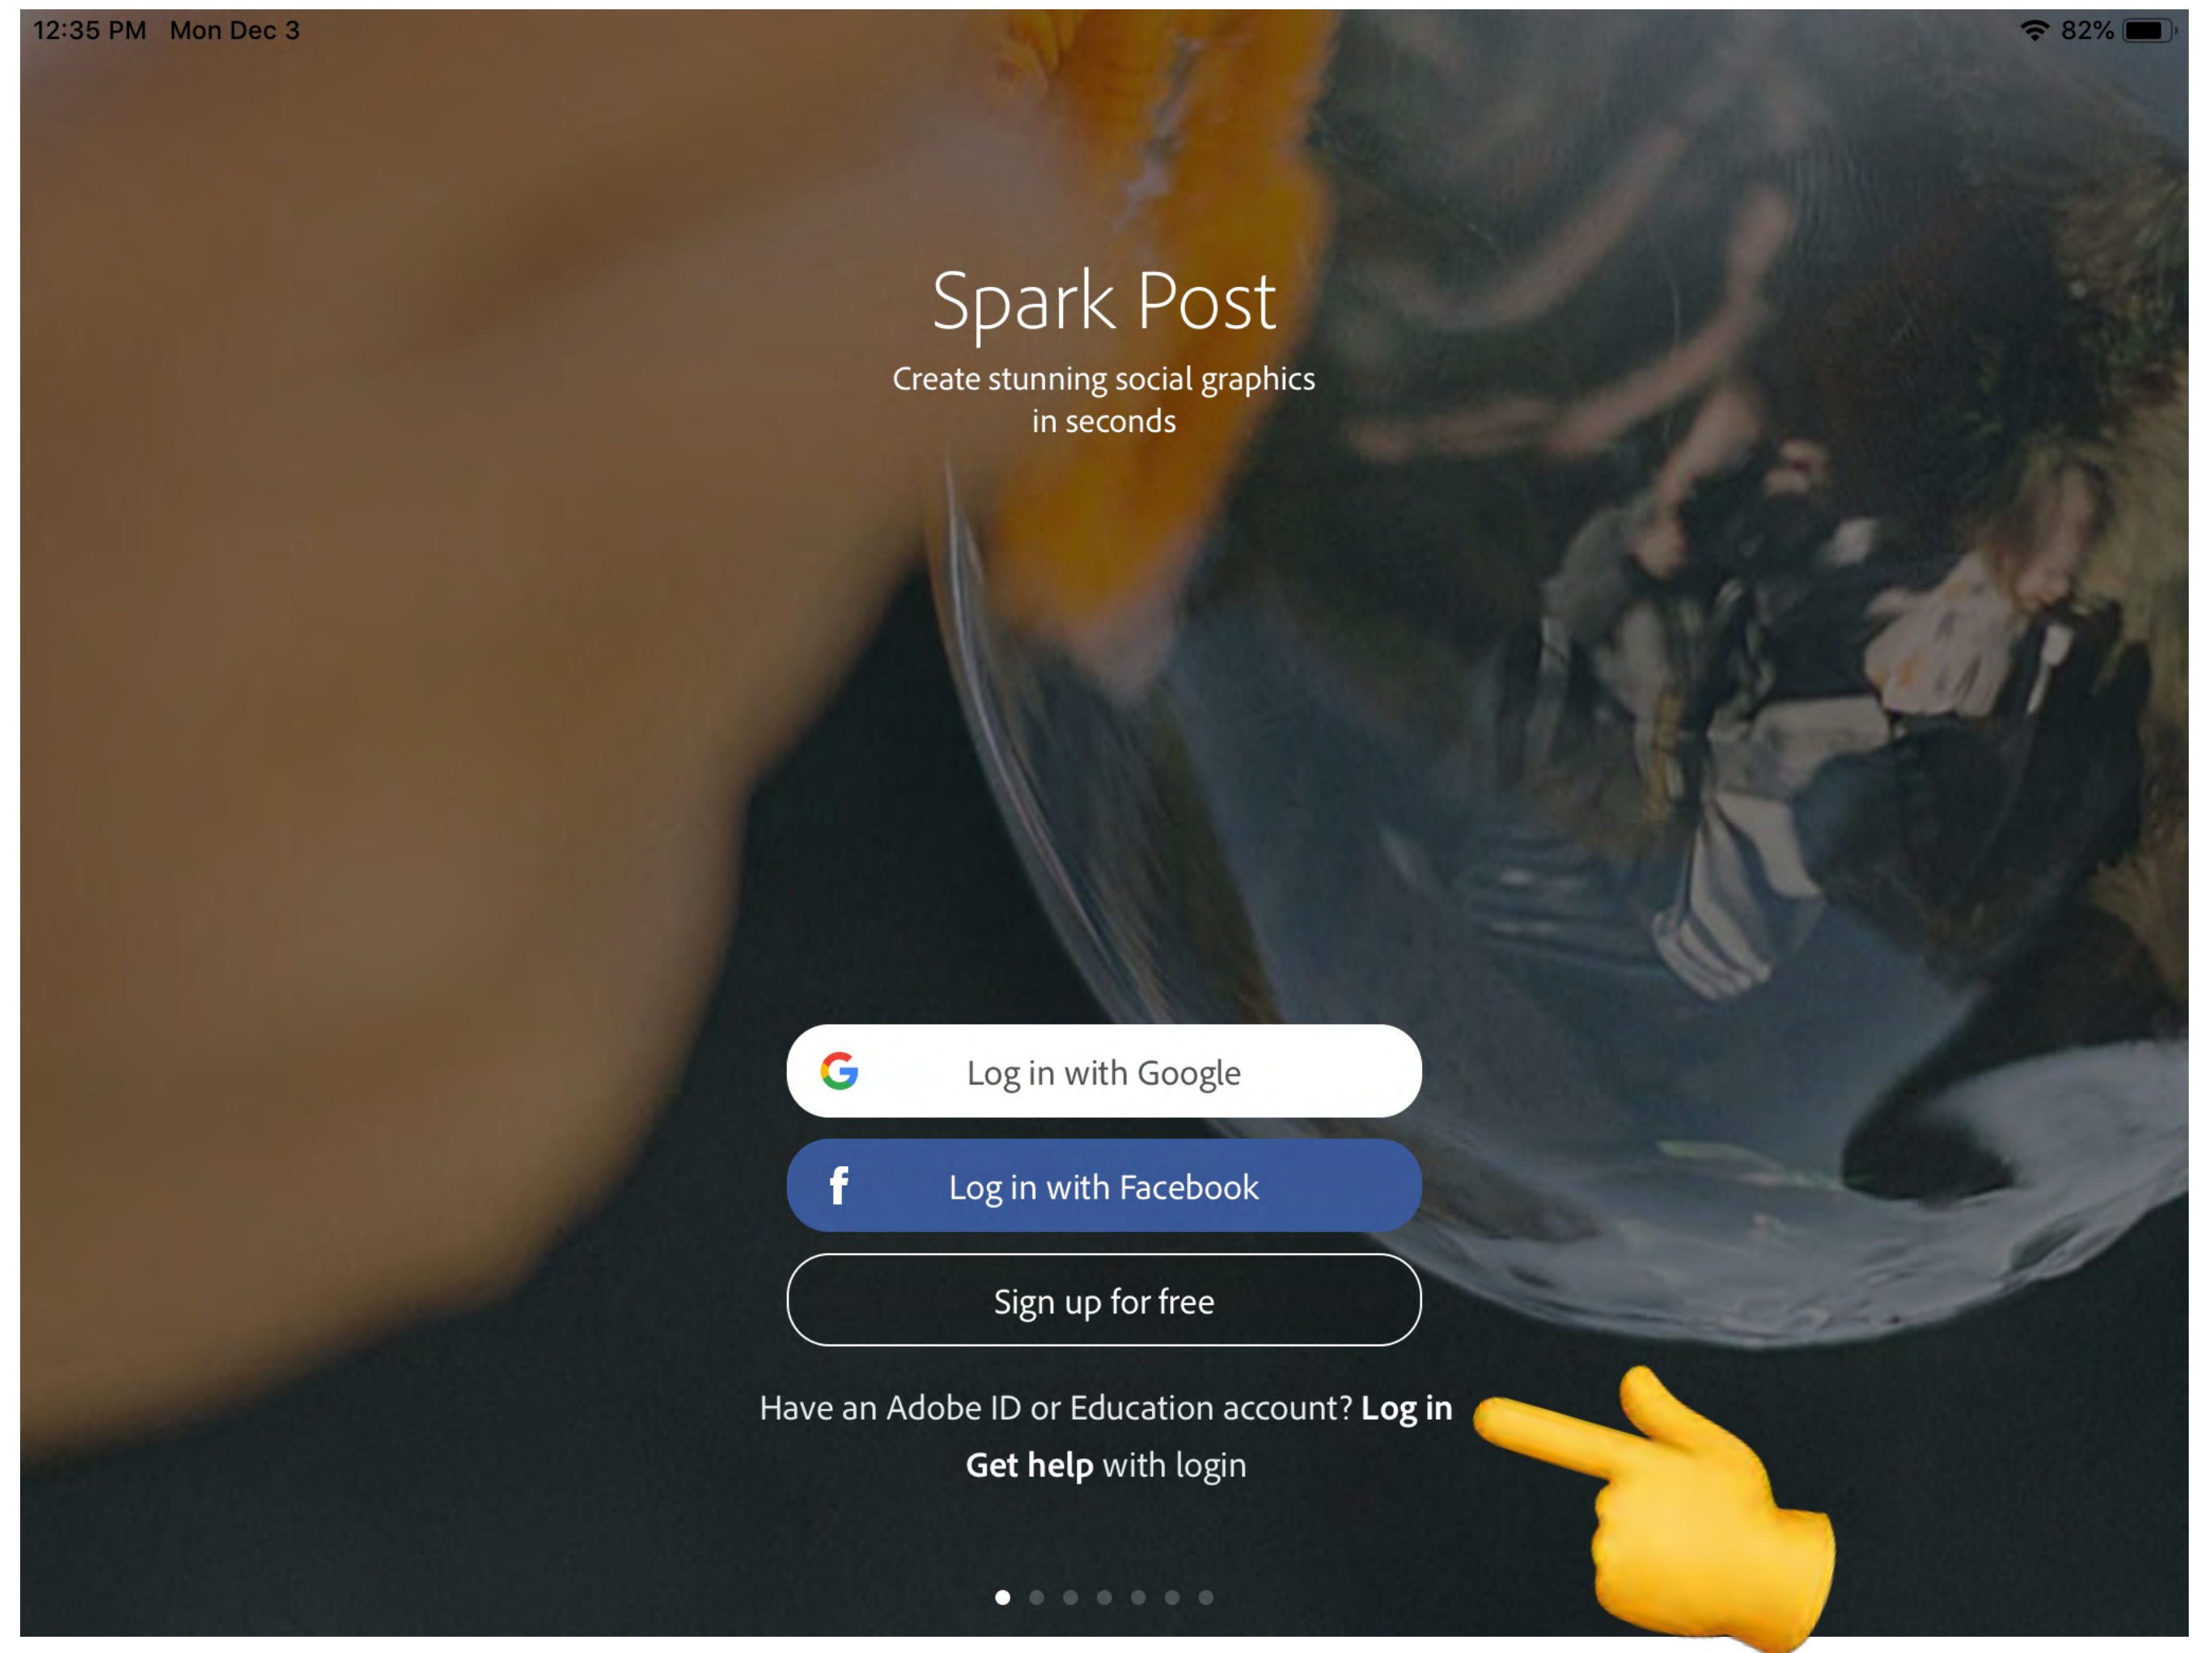 12:35 PM Mon Dec 3
82%
Spark Post
Create stunning social graphics
in seconds
Log in with Google
Log in with Facebook
Sign up for free
Have an Adobe ID or Education account? Log in
Get help with login